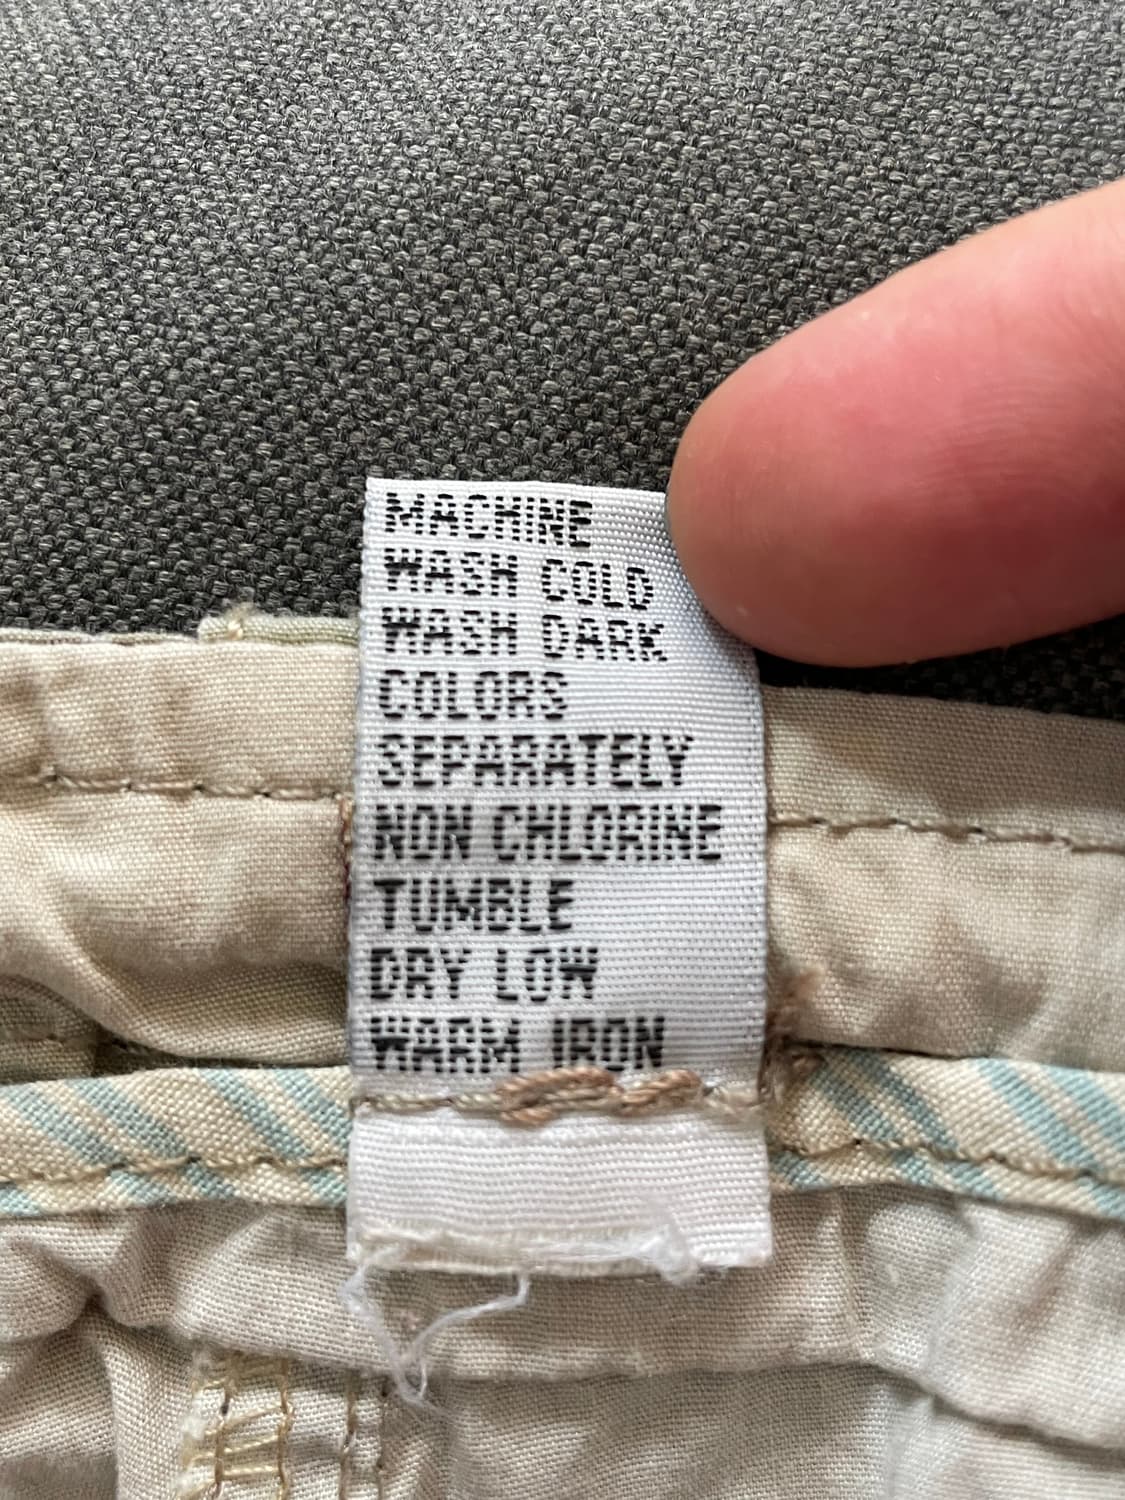 MACHINE
WASH COLD
WASH DARK
COLORS
SEPARATELY
NON CHLORINE
TUMBLE
DRY LOW
WARM IRON